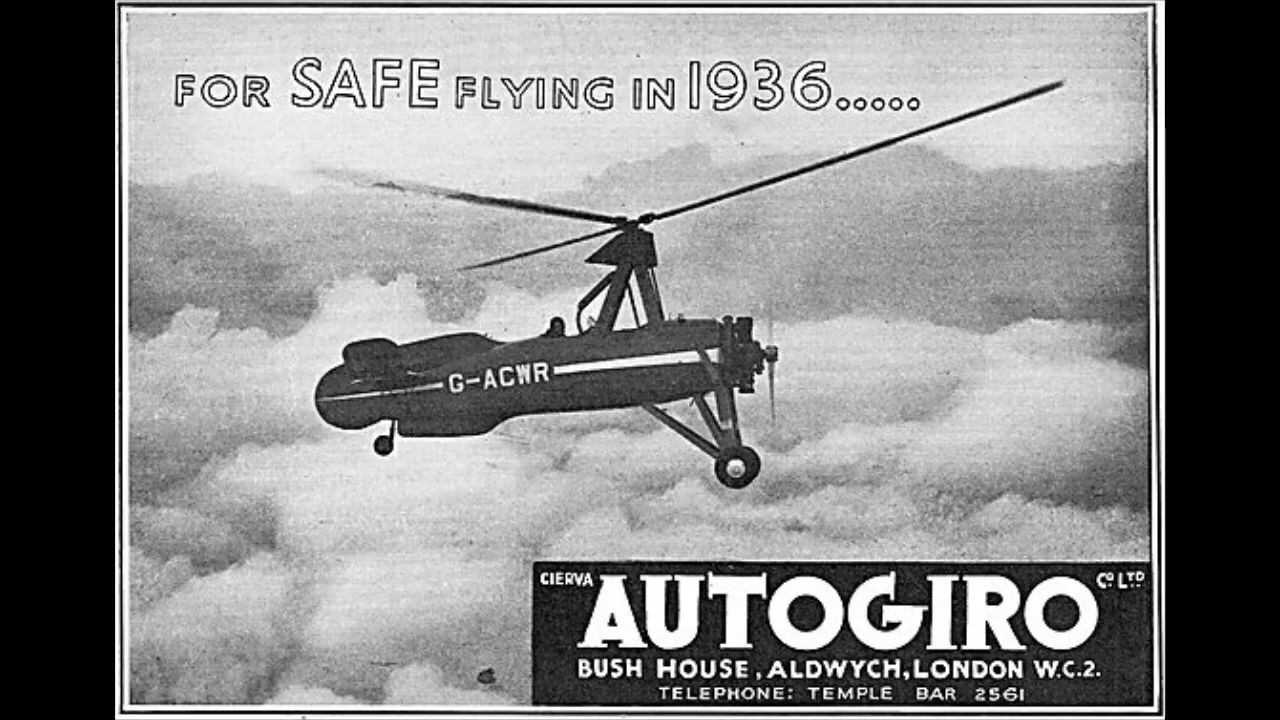 FOR SAFE FLYING IN 1936.....
G-ACWR
CIERVA AUTOGIRO CO LTD
BUSH HOUSE, ALDWYCH, LONDON W.C.2.
TELEPHONE: TEMPLE BAR 2561